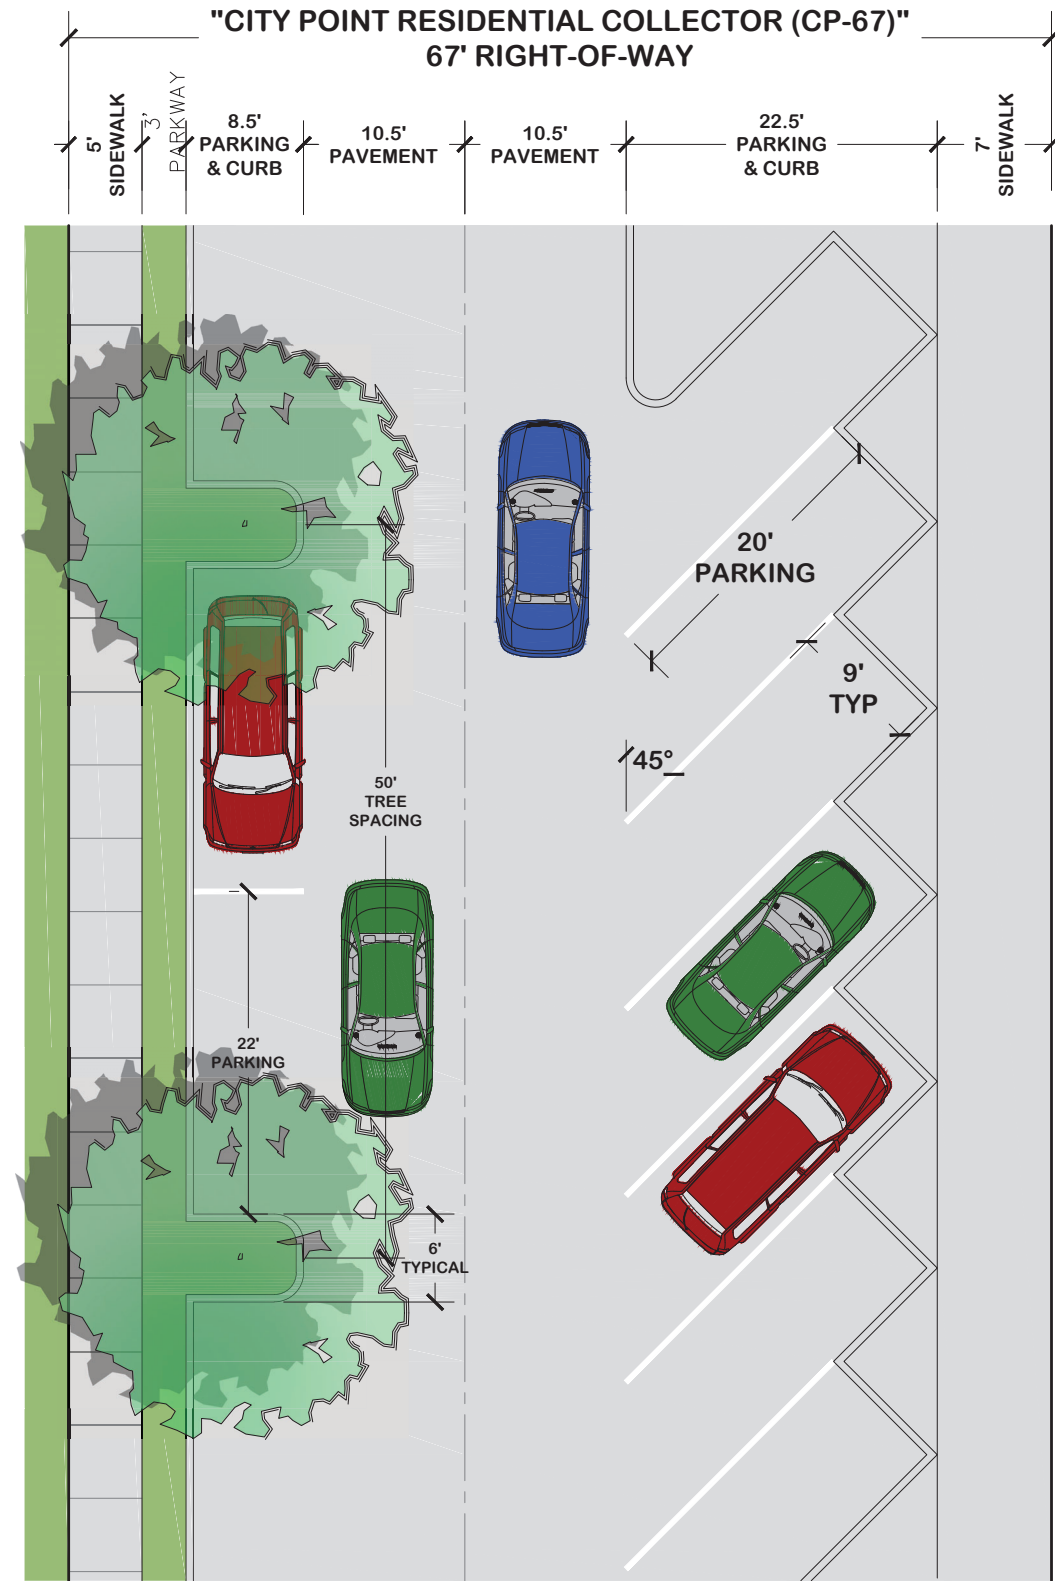 "CITY POINT RESIDENTIAL COLLECTOR (CP-67)"
67' RIGHT-OF-WAY
5'
SIDEWALK
3'
PARKWAY
8.5'
PARKING
& CURB
10.5'
PAVEMENT
10.5'
PAVEMENT
22.5'
PARKING
& CURB
7'
SIDEWALK
20'
PARKING
9'
TYP
45°
50'
TREE
SPACING
22'
PARKING
6'
TYPICAL